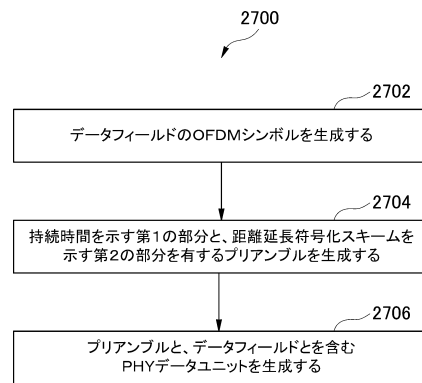 2700
2702
データフィールドのOFDMシンボルを生成する
2704
持続時間を示す第1の部分と、距離延長符号化スキームを
示す第2の部分を有するプリアンブルを生成する
2706
プリアンブルと、データフィールドとを含む
PHYデータユニットを生成する